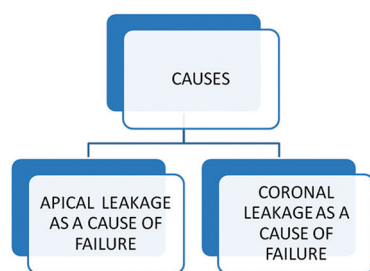 CAUSES
APICAL LEAKAGE
AS A CAUSE OF
FAILURE
CORONAL
LEAKAGE AS A
CAUSE OF
FAILURE